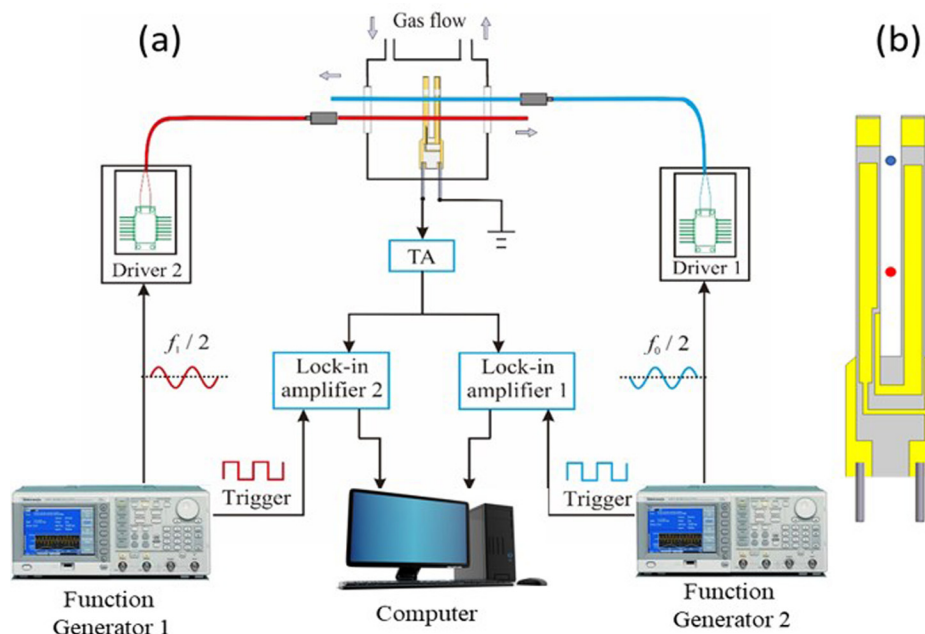 (a)
Gas flow
(b)
Driver 2
TA
Driver 1
f₁ / 2
f₀ / 2
Lock-in
amplifier 2
Lock-in
amplifier 1
Trigger
Trigger
Function
Generator 1
Computer
Function
Generator 2